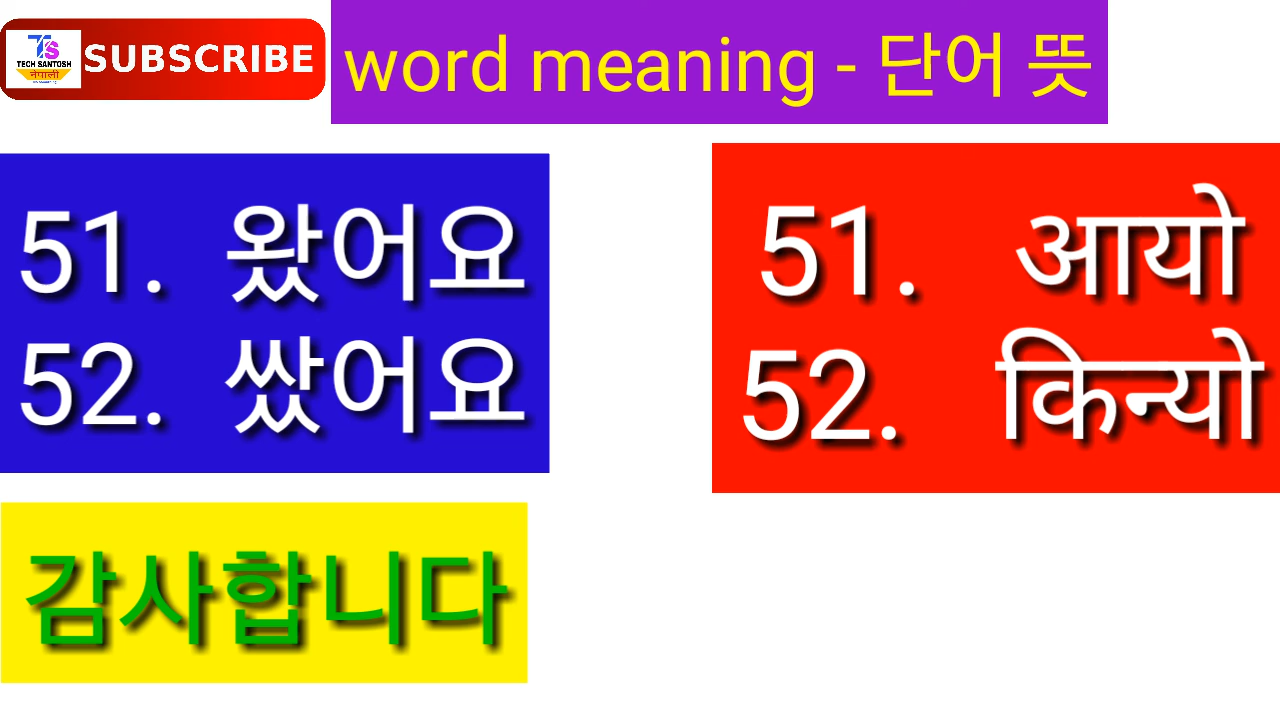 TECH SANTOSH
नेपाली
SUBSCRIBE
word meaning - 단어 뜻
51. 왔어요
52. 쌌어요
51. आयो
52. किन्यो
감사합니다